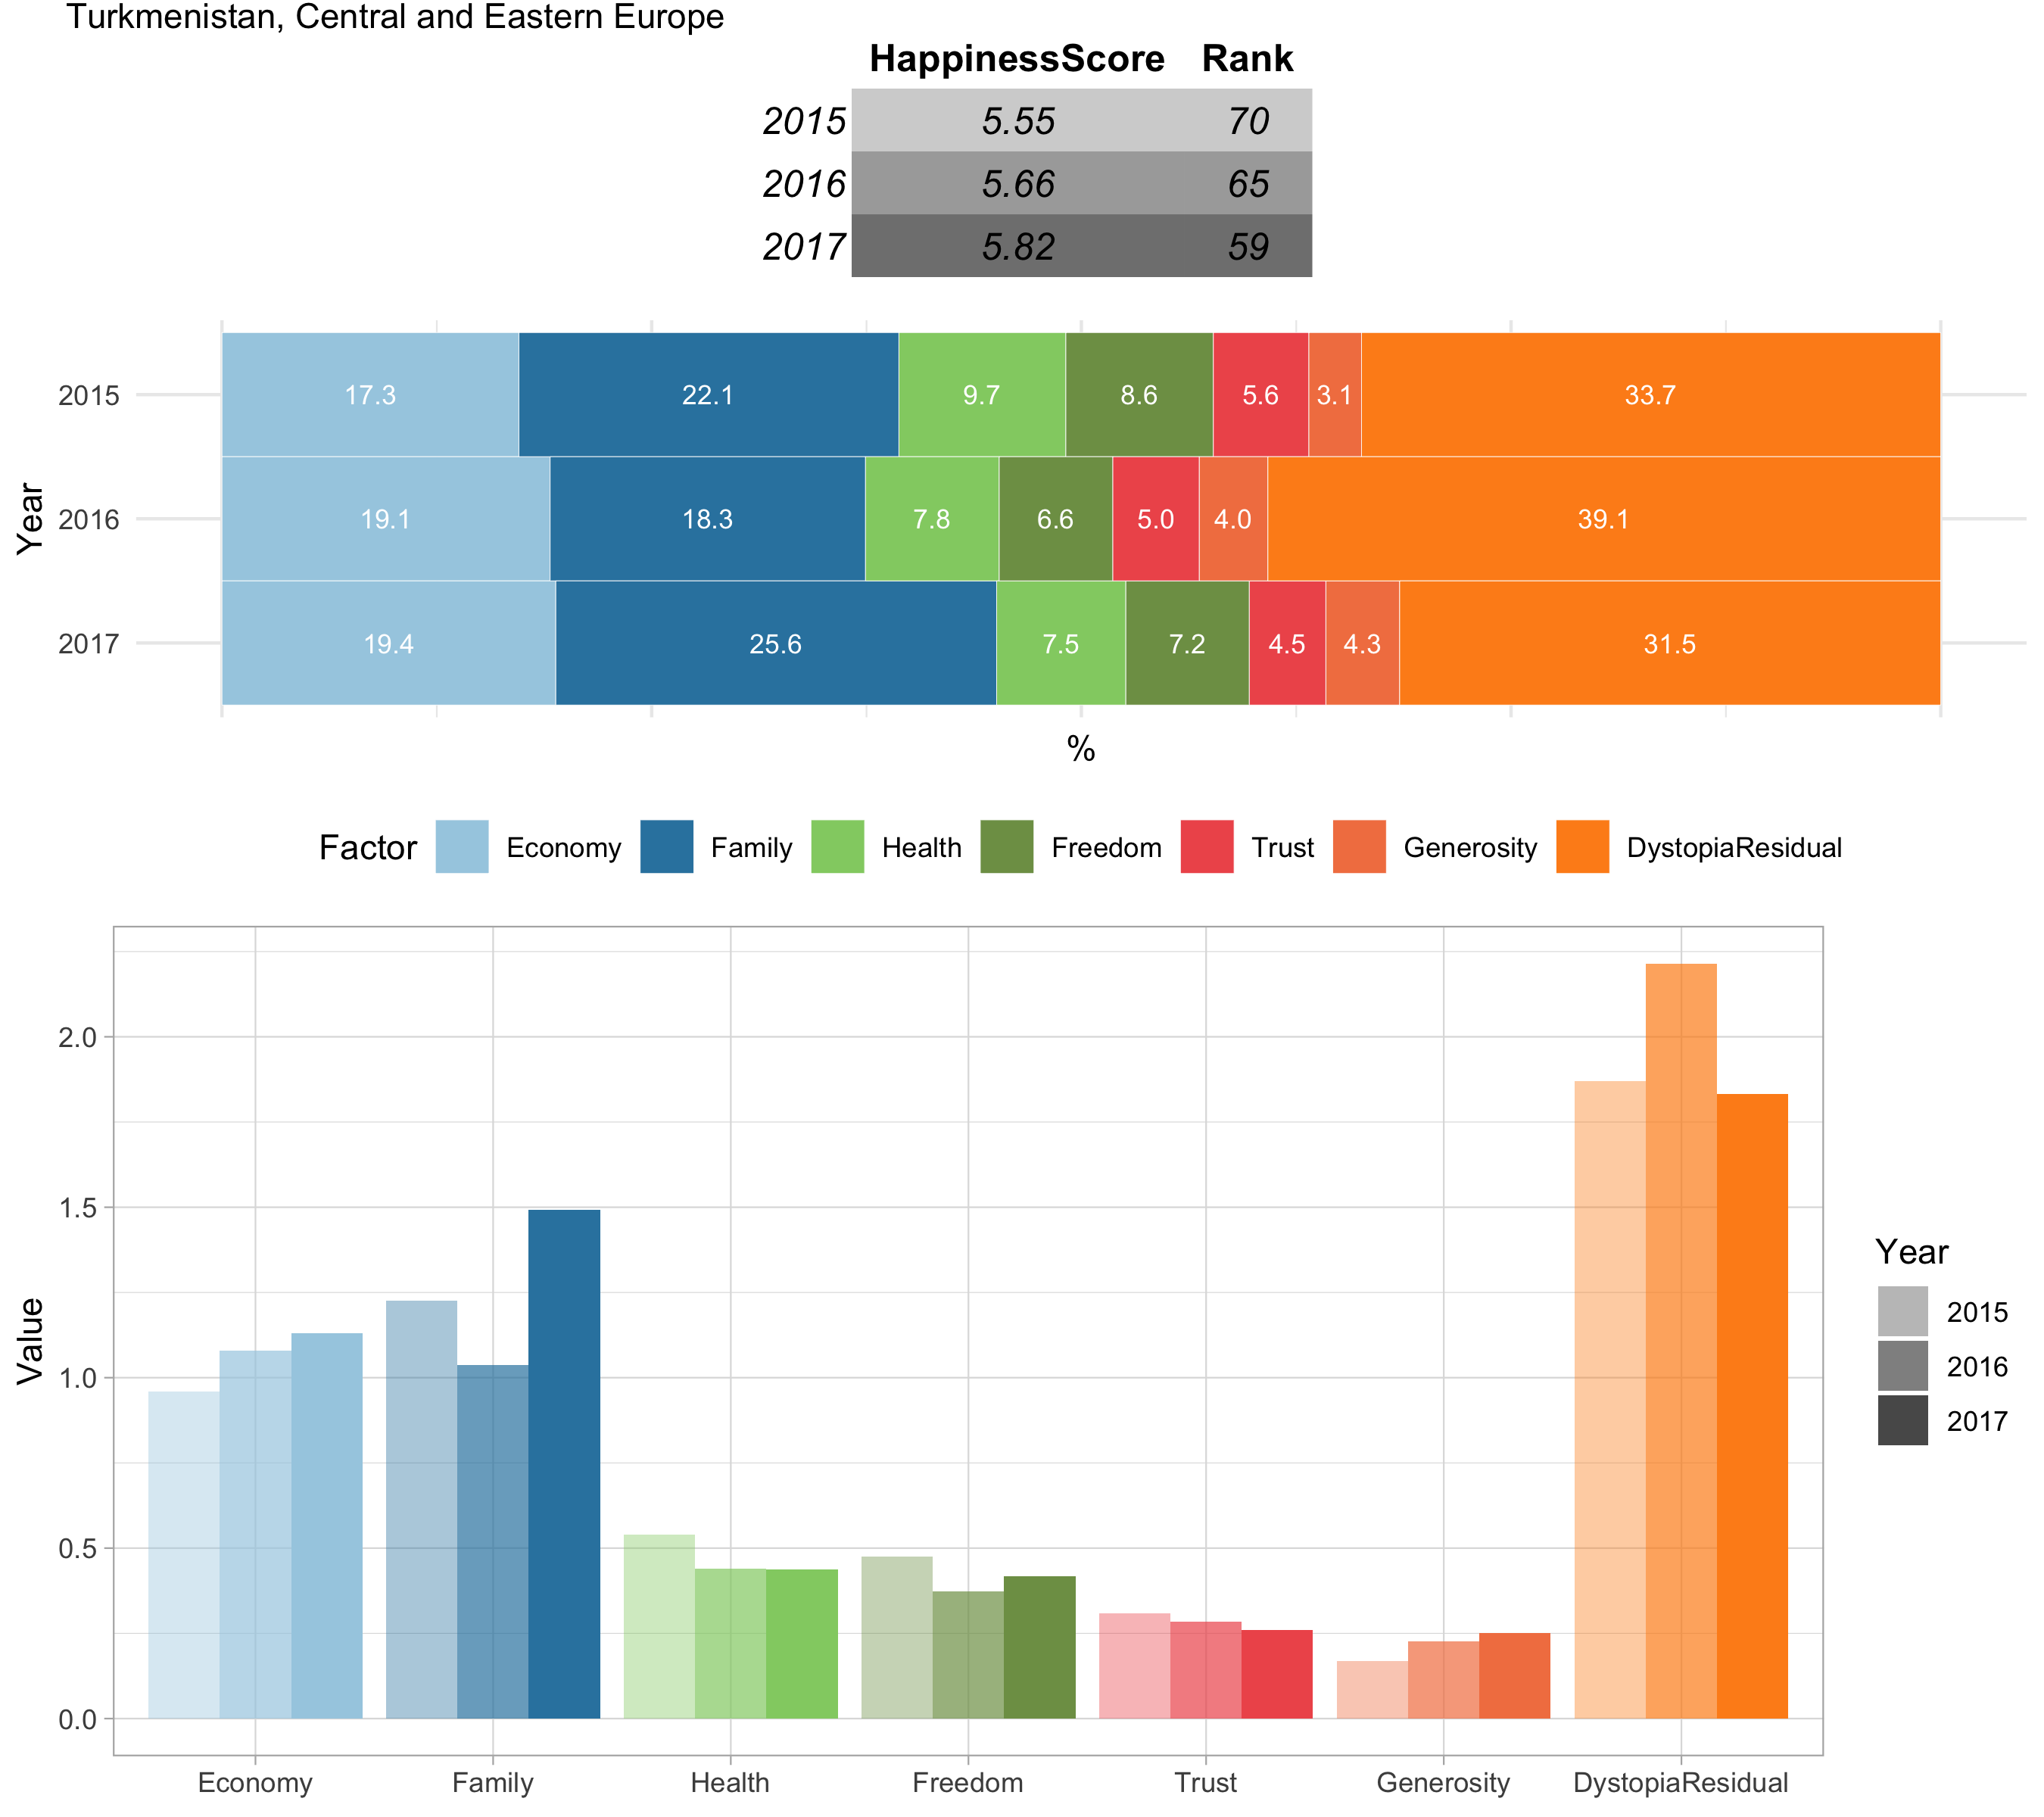 Turkmenistan, Central and Eastern Europe
HappinessScore Rank
2015 5.55 70
2016 5.66 65
2017 5.82 59
2015 17.3 22.1 9.7 8.6 5.6 3.1 33.7
2016 19.1 18.3 7.8 6.6 5.0 4.0 39.1
2017 19.4 25.6 7.5 7.2 4.5 4.3 31.5
Year
%
Factor Economy Family Health Freedom Trust Generosity DystopiaResidual
2.0
1.5
1.0
0.5
0.0
Value
Economy Family Health Freedom Trust Generosity DystopiaResidual
Year
2015
2016
2017